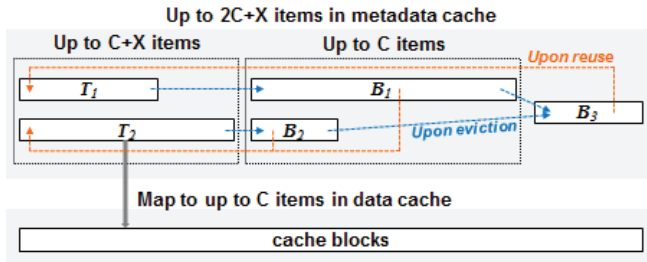 Up to 2C+X items in metadata cache
Up to C+X items
Up to C items
Upon reuse
T1
B1
B3
T2
B2
Upon eviction
Map to up to C items in data cache
cache blocks